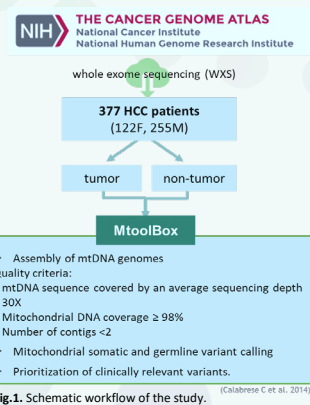 NIH
THE CANCER GENOME ATLAS
National Cancer Institute
National Human Genome Research Institute
whole exome sequencing (WXS)
377 HCC patients
(122F, 255M)
tumor
non-tumor
MtoolBox
Assembly of mtDNA genomes
uality criteria:
mtDNA sequence covered by an average sequencing depth
30X
Mitochondrial DNA coverage ≥ 98%
Number of contigs <2
Mitochondrial somatic and germline variant calling
Prioritization of clinically relevant variants.
(Calabrese C et al. 2014)
ig.1. Schematic workflow of the study.